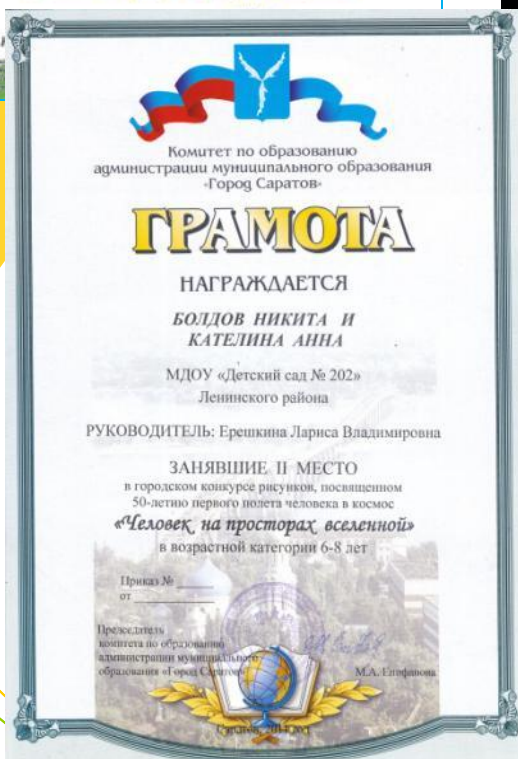 Комитет по образованию
администрации муниципального образования
«Город Саратов»
ГРАМОТА
НАГРАЖДАЕТСЯ
БОЛДОВ НИКИТА И
КАТЕЛИНА АННА
МДОУ «Детский сад № 202»
Ленинского района
РУКОВОДИТЕЛЬ: Ерешкина Лариса Владимировна
ЗАНЯВШИЕ II МЕСТО
в городском конкурсе рисунков, посвященном
50-летию первого полета человека в космос
«Человек на просторах вселенной»
в возрастной категории 6-8 лет
Приказ №
от
Председатель
комитета по образованию
администрации муниципального
образования «Город Саратов»
М.А. Епифанова
Саратов, 2011